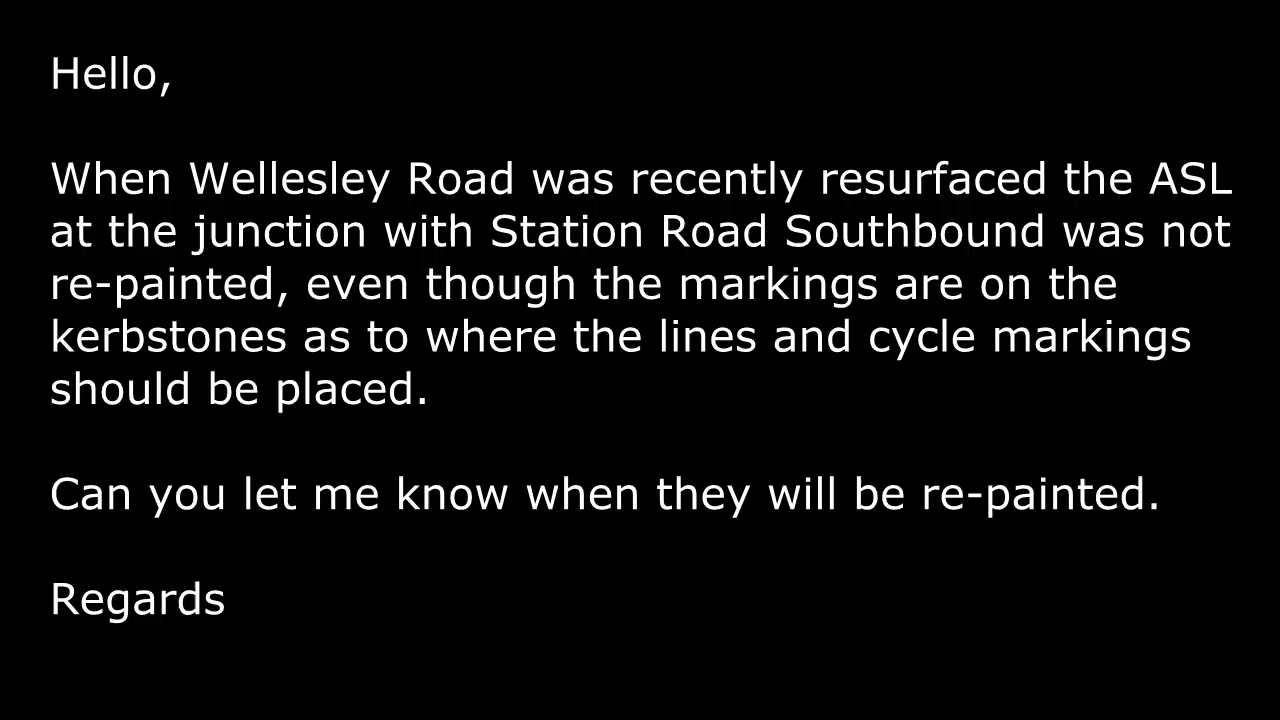 Hello,
When Wellesley Road was recently resurfaced the ASL
at the junction with Station Road Southbound was not
re-painted, even though the markings are on the
kerbstones as to where the lines and cycle markings
should be placed.
Can you let me know when they will be re-painted.
Regards